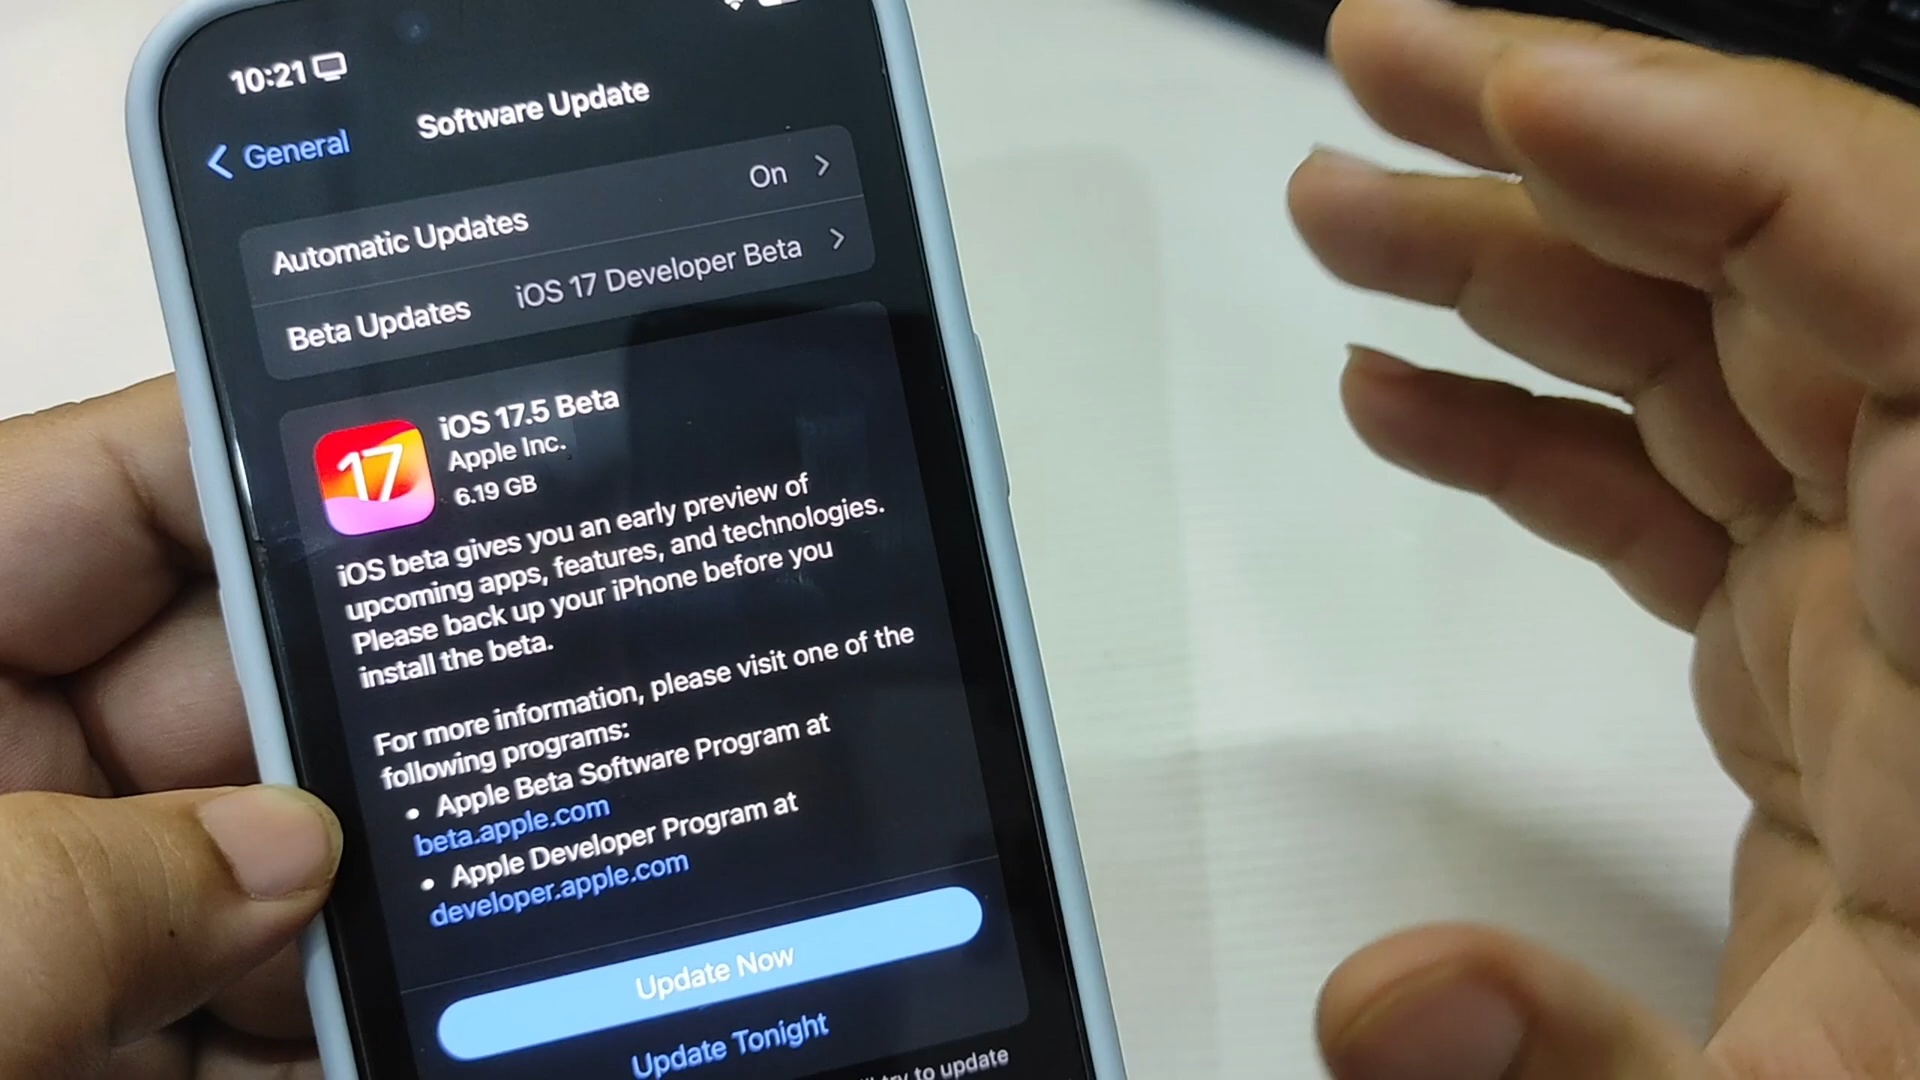 10:21
General
Software Update
Automatic Updates On
Beta Updates iOS 17 Developer Beta
17
iOS 17.5 Beta
Apple Inc.
6.19 GB
iOS beta gives you an early preview of
upcoming apps, features, and technologies.
Please back up your iPhone before you
install the beta.
For more information, please visit one of the
following programs:
• Apple Beta Software Program at
beta.apple.com
• Apple Developer Program at
developer.apple.com
Update Now
Update Tonight
try to update